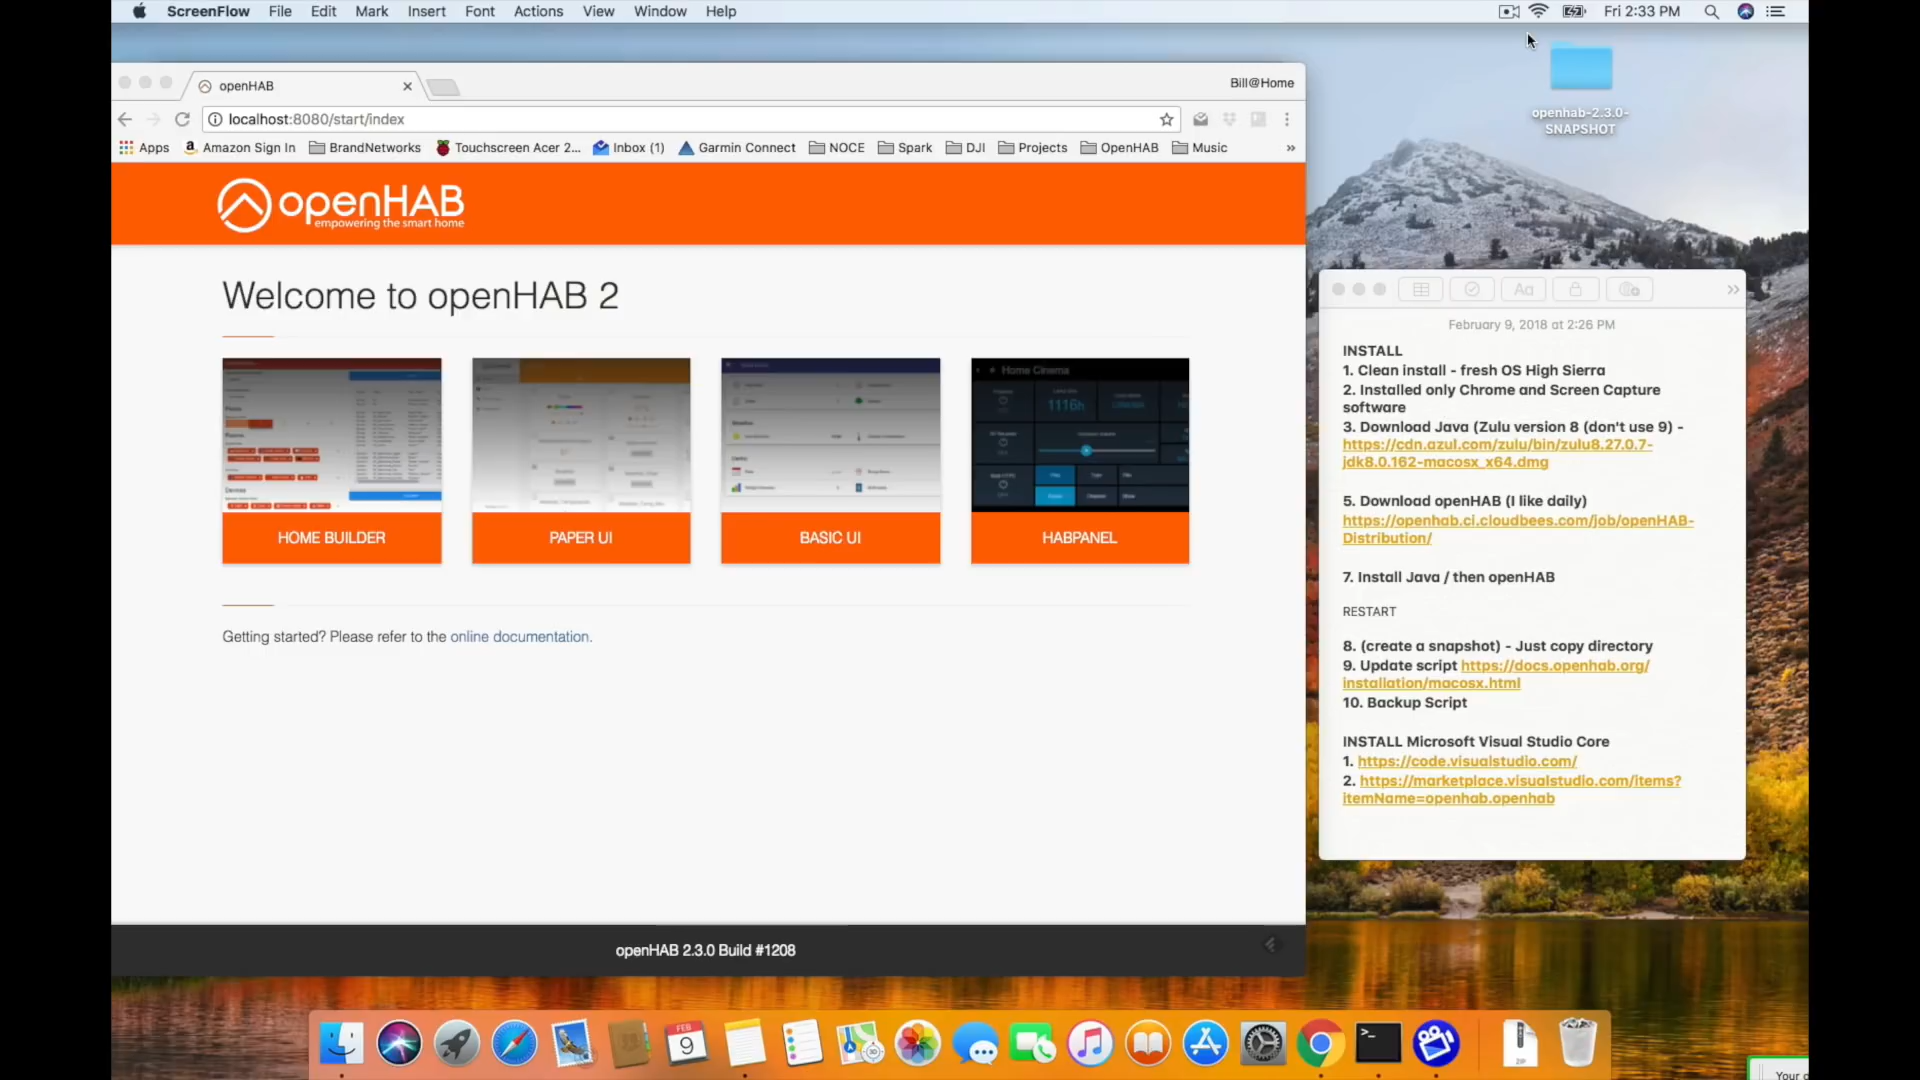 ScreenFlow File Edit Mark Insert Font Actions View Window Help Fri 2:33 PM
openHAB
Bill@Home
openhab-2.3.0-
SNAPSHOT
localhost:8080/start/index
Apps Amazon Sign In BrandNetworks Touchscreen Acer 2... Inbox (1) Garmin Connect NOCE Spark DJI Projects OpenHAB Music »
openHAB
empowering the smart home
Welcome to openHAB 2
Home Cinema
1116h
HOME BUILDER
PAPER UI
BASIC UI
HABPANEL
Getting started? Please refer to the online documentation.
openHAB 2.3.0 Build #1208
Aa
February 9, 2018 at 2:26 PM
INSTALL
1. Clean install - fresh OS High Sierra
2. Installed only Chrome and Screen Capture
software
3. Download Java (Zulu version 8 (don't use 9) -
https://cdn.azul.com/zulu/bin/zulu8.27.0.7-
jdk8.0.162-macosx_x64.dmg
5. Download openHAB (I like daily)
https://openhab.ci.cloudbees.com/job/openHAB-
Distribution/
7. Install Java / then openHAB
RESTART
8. (create a snapshot) - Just copy directory
9. Update script https://docs.openhab.org/
installation/macosx.html
10. Backup Script
INSTALL Microsoft Visual Studio Core
1. https://code.visualstudio.com/
2. https://marketplace.visualstudio.com/items?
itemName=openhab.openhab
FEB
9
ZIP
Your